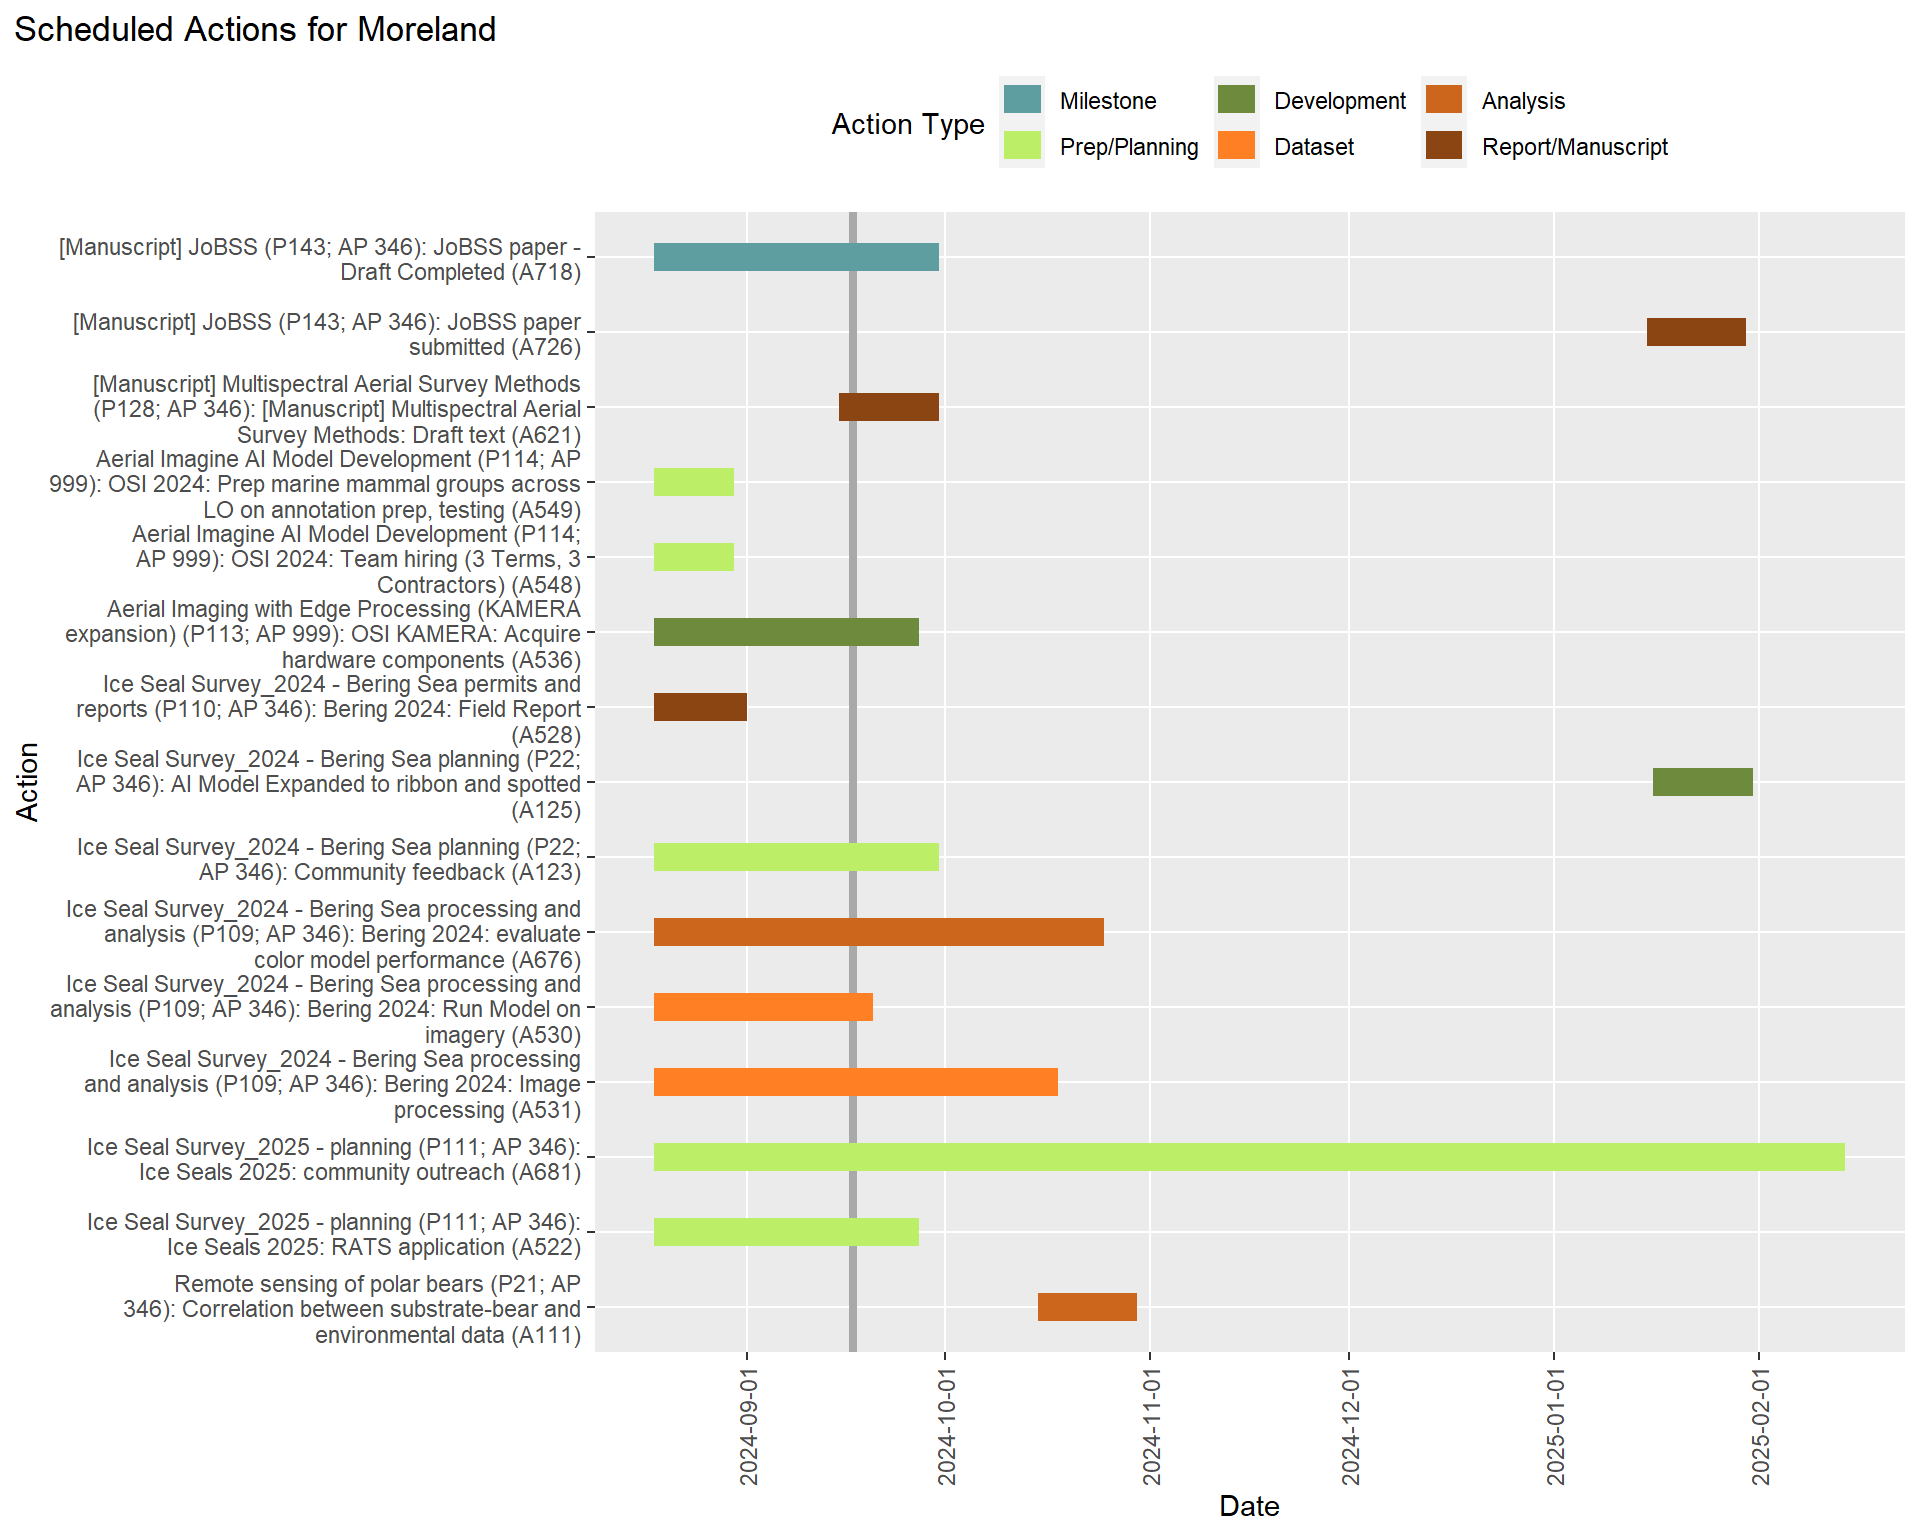 Scheduled Actions for Moreland
Action Type
Milestone
Development
Analysis
Prep/Planning
Dataset
Report/Manuscript
[Manuscript] JoBSS (P143; AP 346): JoBSS paper -
Draft Completed (A718)
[Manuscript] JoBSS (P143; AP 346): JoBSS paper
submitted (A726)
[Manuscript] Multispectral Aerial Survey Methods
(P128; AP 346): [Manuscript] Multispectral Aerial
Survey Methods: Draft text (A621)
Aerial Imagine AI Model Development (P114; AP
999): OSI 2024: Prep marine mammal groups across
LO on annotation prep, testing (A549)
Aerial Imagine AI Model Development (P114;
AP 999): OSI 2024: Team hiring (3 Terms, 3
Contractors) (A548)
Aerial Imaging with Edge Processing (KAMERA
expansion) (P113; AP 999): OSI KAMERA: Acquire
hardware components (A536)
Ice Seal Survey_2024 - Bering Sea permits and
reports (P110; AP 346): Bering 2024: Field Report
(A528)
Ice Seal Survey_2024 - Bering Sea planning (P22;
AP 346): AI Model Expanded to ribbon and spotted
(A125)
Ice Seal Survey_2024 - Bering Sea planning (P22;
AP 346): Community feedback (A123)
Ice Seal Survey_2024 - Bering Sea processing and
analysis (P109; AP 346): Bering 2024: evaluate
color model performance (A676)
Ice Seal Survey_2024 - Bering Sea processing and
analysis (P109; AP 346): Bering 2024: Run Model on
imagery (A530)
Ice Seal Survey_2024 - Bering Sea processing
and analysis (P109; AP 346): Bering 2024: Image
processing (A531)
Ice Seal Survey_2025 - planning (P111; AP 346):
Ice Seals 2025: community outreach (A681)
Ice Seal Survey_2025 - planning (P111; AP 346):
Ice Seals 2025: RATS application (A522)
Remote sensing of polar bears (P21; AP
346): Correlation between substrate-bear and
environmental data (A111)
Action
2024-09-01
2024-10-01
2024-11-01
2024-12-01
2025-01-01
2025-02-01
Date